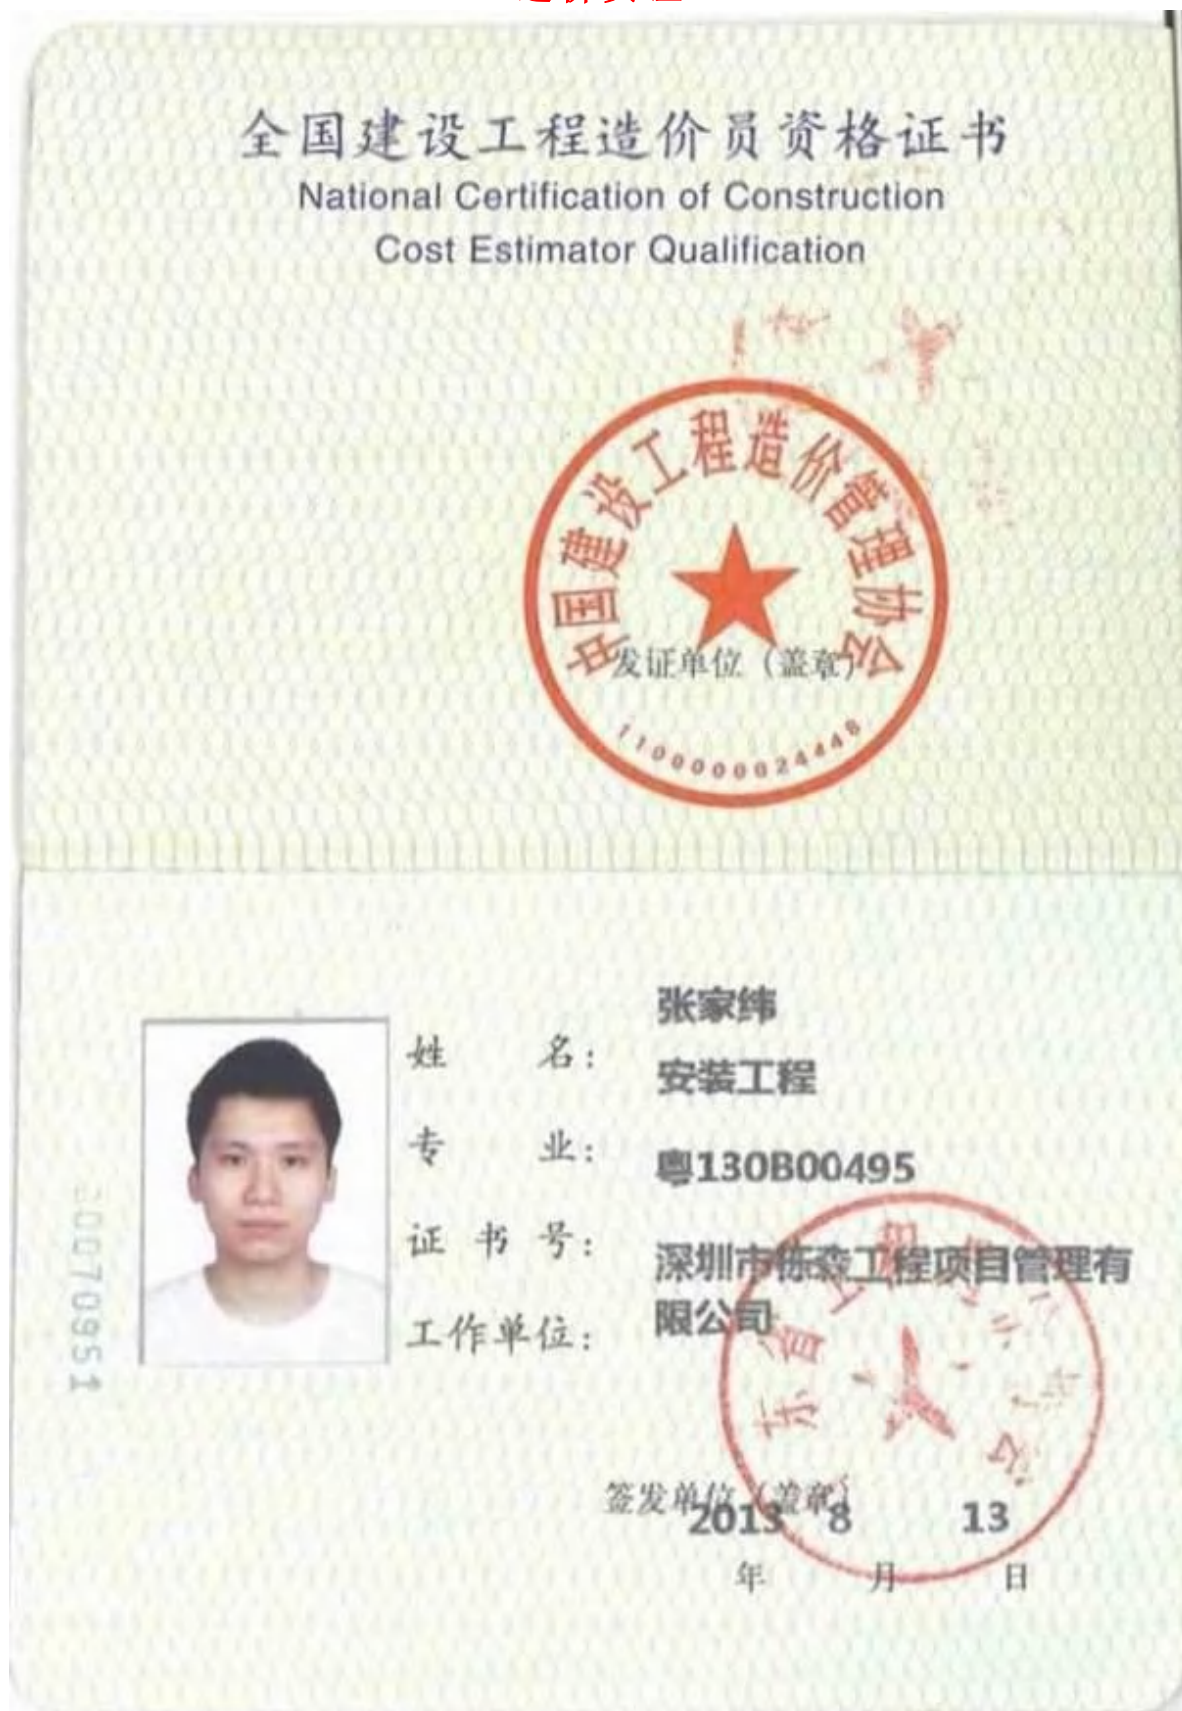 全国建设工程造价员资格证书
National Certification of Construction
Cost Estimator Qualification
中国建设工程造价管理协会
发证单位（盖章）
1100000024448
张家纬
姓 名：
安装工程
专 业：
粤130B00495
证书号：
深圳市栋森工程项目管理有
限公司
工作单位：
00709951
签发单位（盖章）
2013 8 13
年 月 日